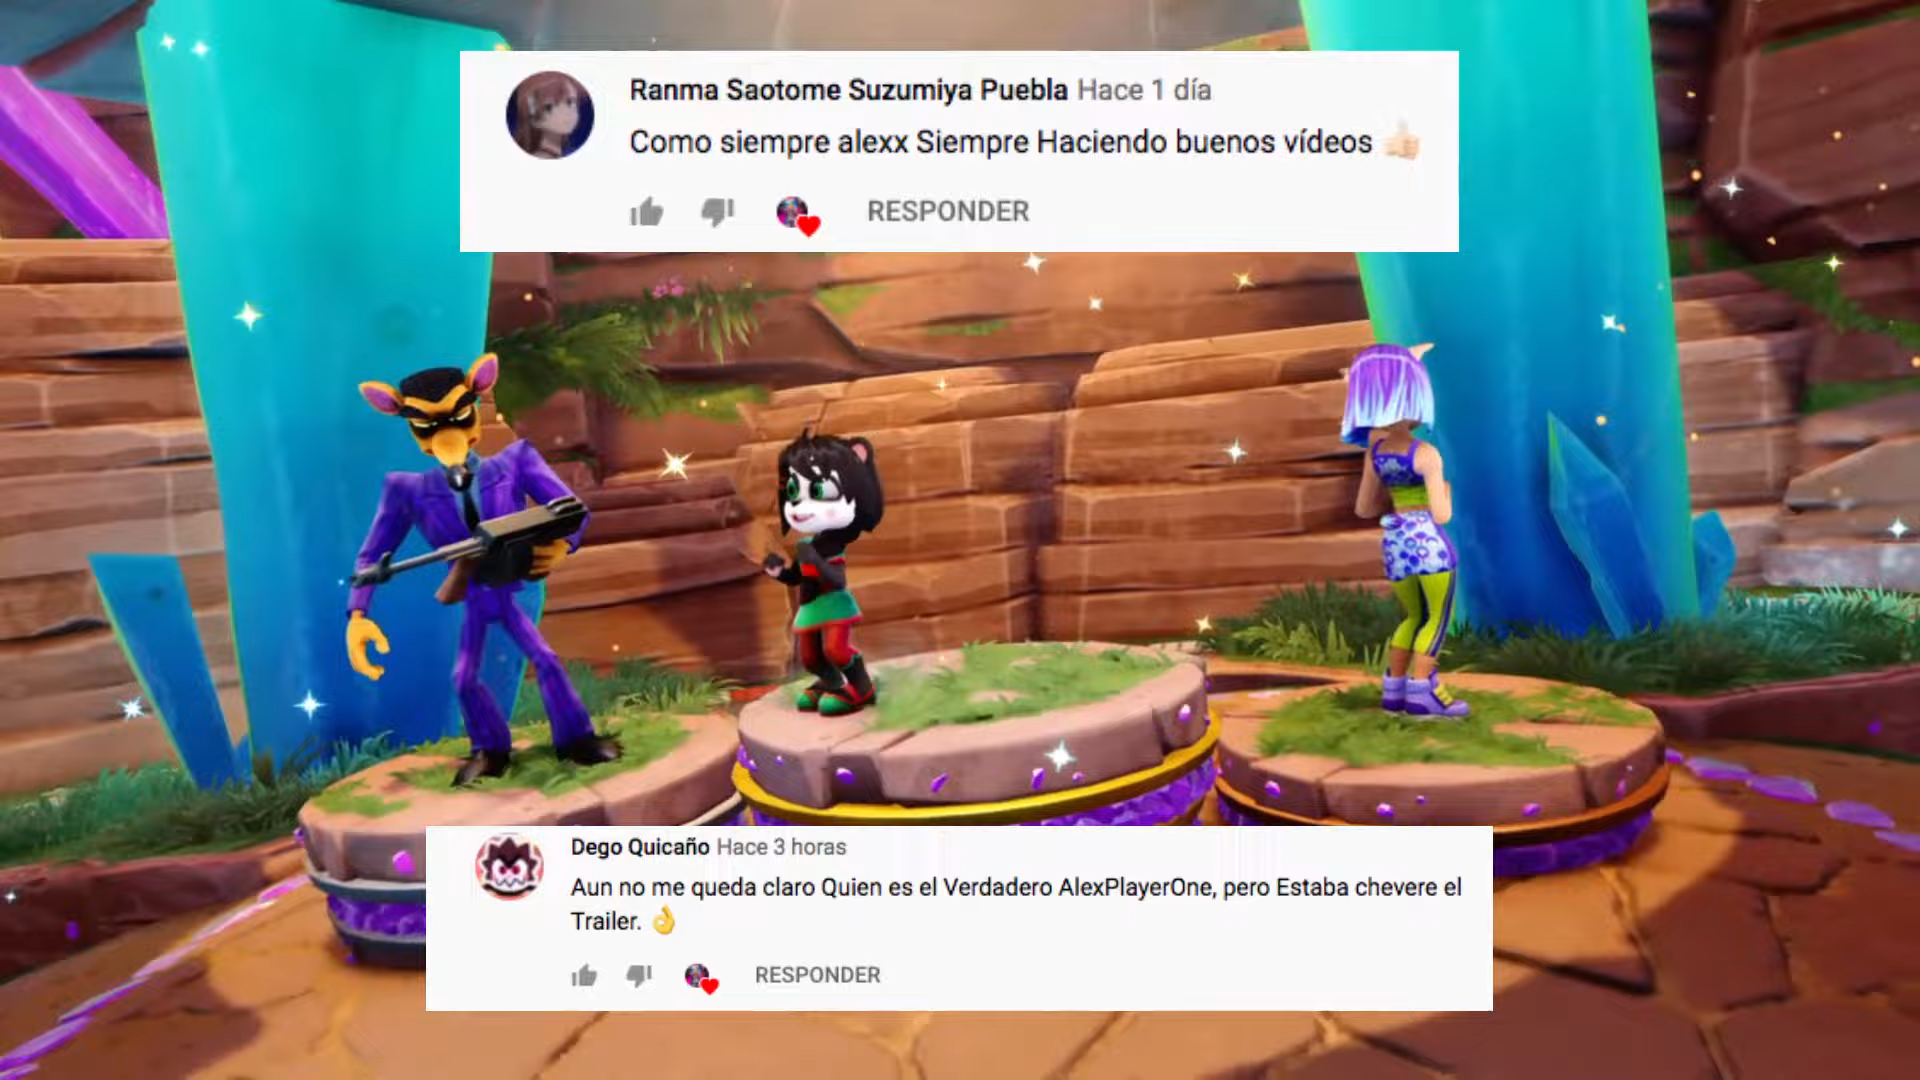 Ranma Saotome Suzumiya Puebla Hace 1 día
Como siempre alexx Siempre Haciendo buenos vídeos 👍🏻
RESPONDER
Dego Quicaño Hace 3 horas
Aun no me queda claro Quien es el Verdadero AlexPlayerOne, pero Estaba chevere el
Trailer. 👌
RESPONDER